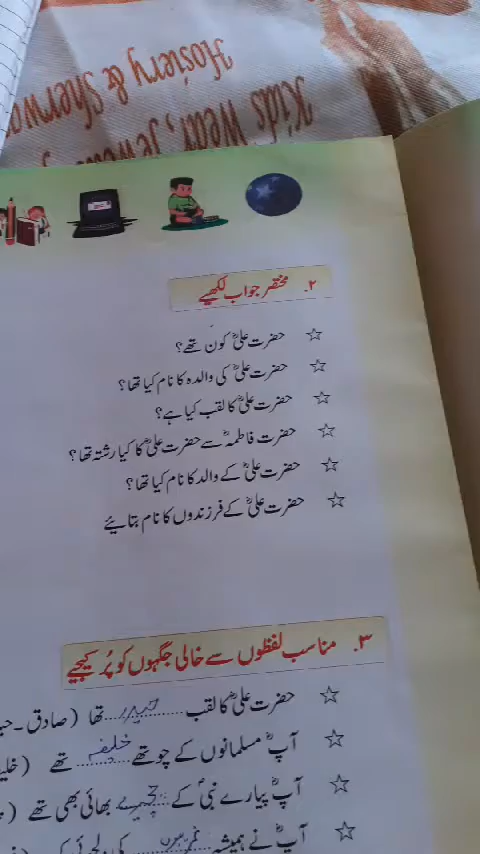 Hosiery & Sherwa
Kids Wear, Jewell
۲. مختصر جواب لکھیے
☆ حضرت علیؓ کون تھے؟
☆ حضرت علیؓ کی والدہ کا نام کیا تھا؟
☆ حضرت علیؓ کا لقب کیا ہے؟
☆ حضرت فاطمہؓ سے حضرت علیؓ کا کیا رشتہ تھا؟
☆ حضرت علیؓ کے والد کا نام کیا تھا؟
☆ حضرت علیؓ کے فرزندوں کا نام بتائیے
۳. مناسب لفظوں سے خالی جگہوں کو پُر کیجیے
☆ حضرت علیؓ کا لقب ...حیدر... تھا (صادق۔حید
☆ آپؓ مسلمانوں کے چوتھے ...خلیفہ... تھے (خلیف
☆ آپؓ پیارے نبیؐ کے ...چچیرے... بھائی بھی تھے (
☆ آپؓ نے ہمیشہ